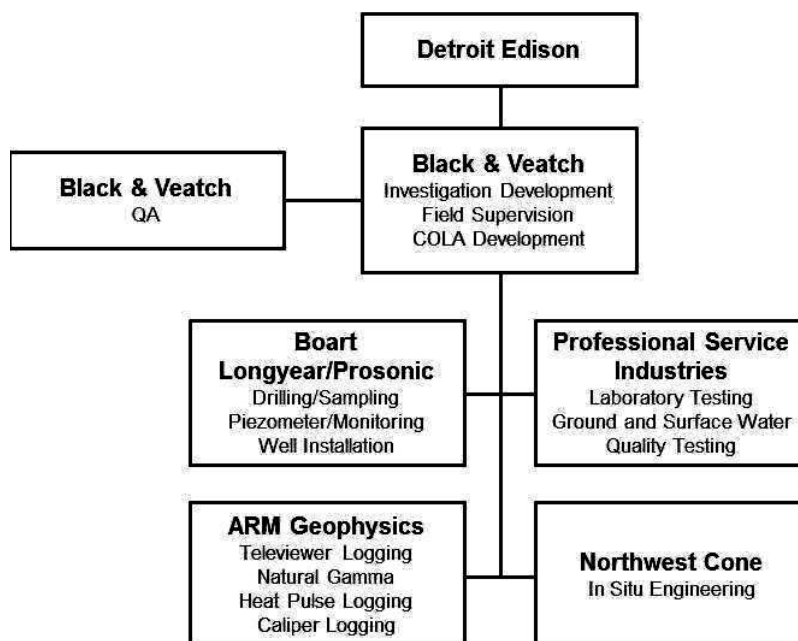 Detroit Edison
Black & Veatch
QA
Black & Veatch
Investigation Development
Field Supervision
COLA Development
Boart
Longyear/Prosonic
Drilling/Sampling
Piezometer/Monitoring
Well Installation
Professional Service
Industries
Laboratory Testing
Ground and Surface Water
Quality Testing
ARM Geophysics
Televiewer Logging
Natural Gamma
Heat Pulse Logging
Caliper Logging
Northwest Cone
In Situ Engineering